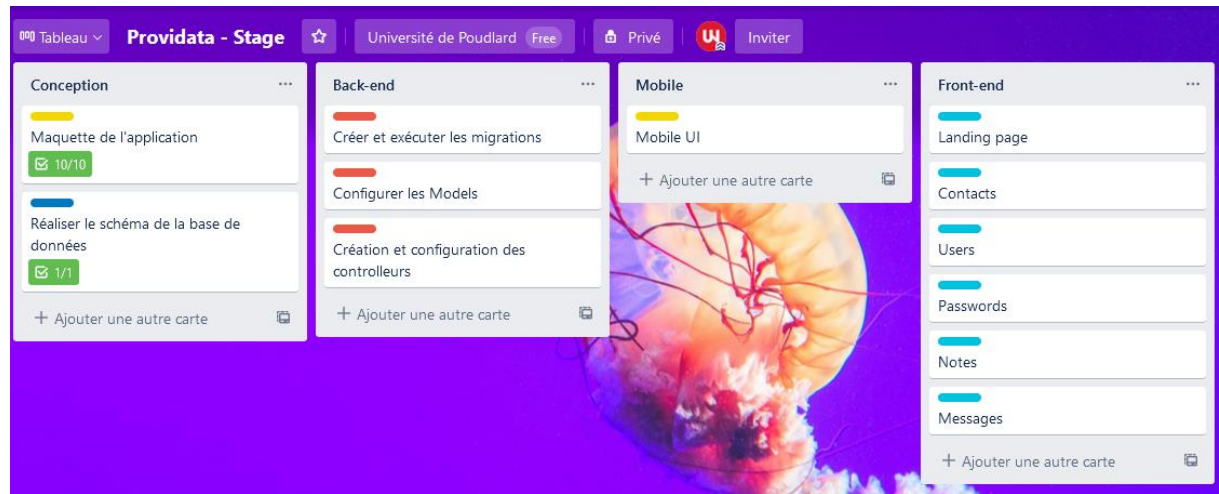 Tableau
Providata - Stage
Université de Poudlard Free
Privé
Inviter
Conception
Maquette de l'application
10/10
Réaliser le schéma de la base de
données
1/1
+ Ajouter une autre carte
Back-end
Créer et exécuter les migrations
Configurer les Models
Création et configuration des
controlleurs
+ Ajouter une autre carte
Mobile
Mobile UI
+ Ajouter une autre carte
Front-end
Landing page
Contacts
Users
Passwords
Notes
Messages
+ Ajouter une autre carte